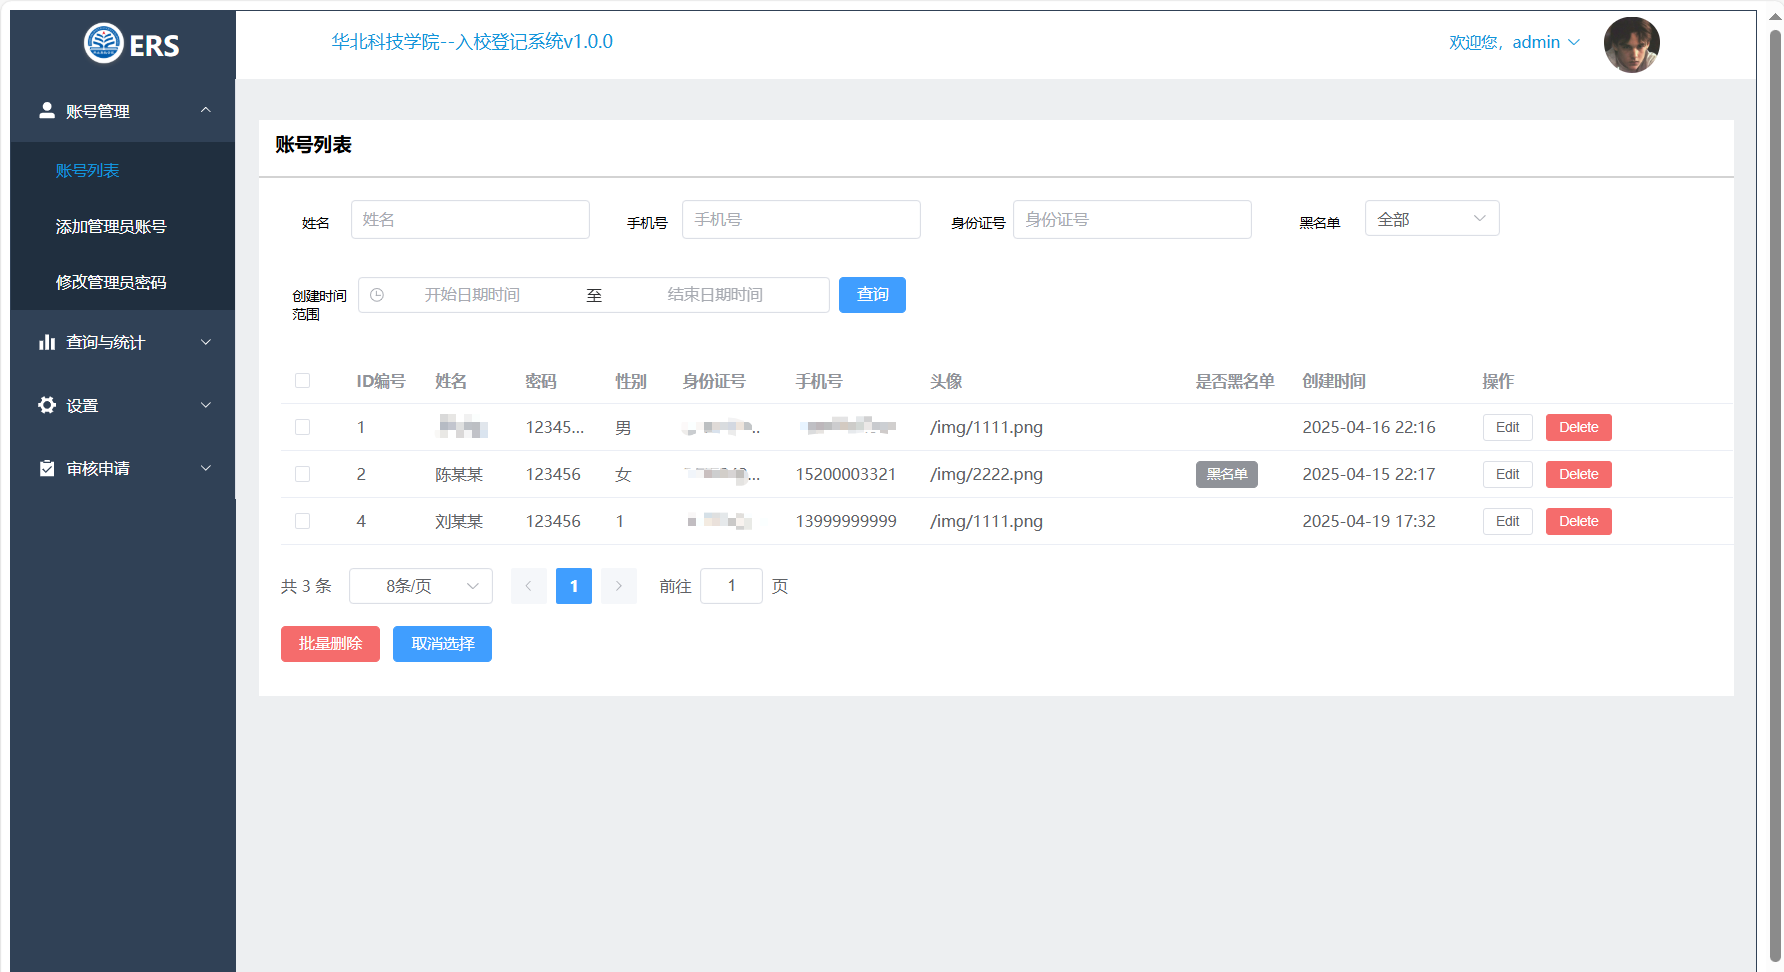 ERS
华北科技学院--入校登记系统v1.0.0
欢迎您，admin
账号管理
账号列表
添加管理员账号
修改管理员密码
查询与统计
设置
审核申请
账号列表
姓名 姓名 手机号 手机号 身份证号 身份证号 黑名单 全部
创建时间范围 开始日期时间 至 结束日期时间 查询
ID编号 姓名 密码 性别 身份证号 手机号 头像 是否黑名单 创建时间 操作
1 12345... 男 /img/1111.png 2025-04-16 22:16 Edit Delete
2 陈某某 123456 女 15200003321 /img/2222.png 黑名单 2025-04-15 22:17 Edit Delete
4 刘某某 123456 1 13999999999 /img/1111.png 2025-04-19 17:32 Edit Delete
共 3 条 8条/页 1 前往 1 页
批量删除 取消选择